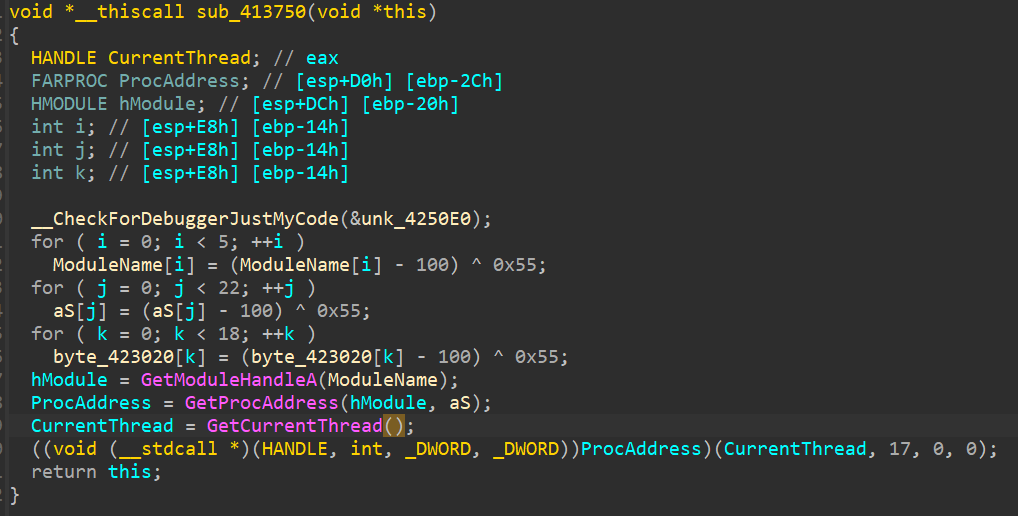 void *__thiscall sub_413750(void *this)
{
  HANDLE CurrentThread; // eax
  FARPROC ProcAddress; // [esp+D0h] [ebp-2Ch]
  HMODULE hModule; // [esp+DCh] [ebp-20h]
  int i; // [esp+E8h] [ebp-14h]
  int j; // [esp+E8h] [ebp-14h]
  int k; // [esp+E8h] [ebp-14h]
  __CheckForDebuggerJustMyCode(&unk_4250E0);
  for ( i = 0; i < 5; ++i )
    ModuleName[i] = (ModuleName[i] - 100) ^ 0x55;
  for ( j = 0; j < 22; ++j )
    aS[j] = (aS[j] - 100) ^ 0x55;
  for ( k = 0; k < 18; ++k )
    byte_423020[k] = (byte_423020[k] - 100) ^ 0x55;
  hModule = GetModuleHandleA(ModuleName);
  ProcAddress = GetProcAddress(hModule, aS);
  CurrentThread = GetCurrentThread();
  ((void (__stdcall *)(HANDLE, int, _DWORD, _DWORD))ProcAddress)(CurrentThread, 17, 0, 0);
  return this;
}